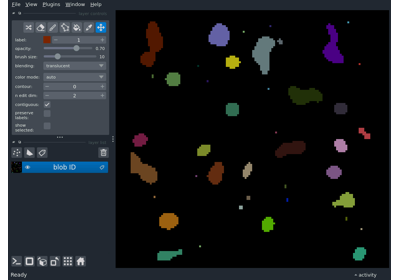 File View Plugins Window Help
label: 1
opacity: 0.70
brush size: 10
blending: translucent
color mode: auto
contour: 0
n edit dim: 2
contiguous:
preserve labels:
show selected:
blob ID
Ready
activity